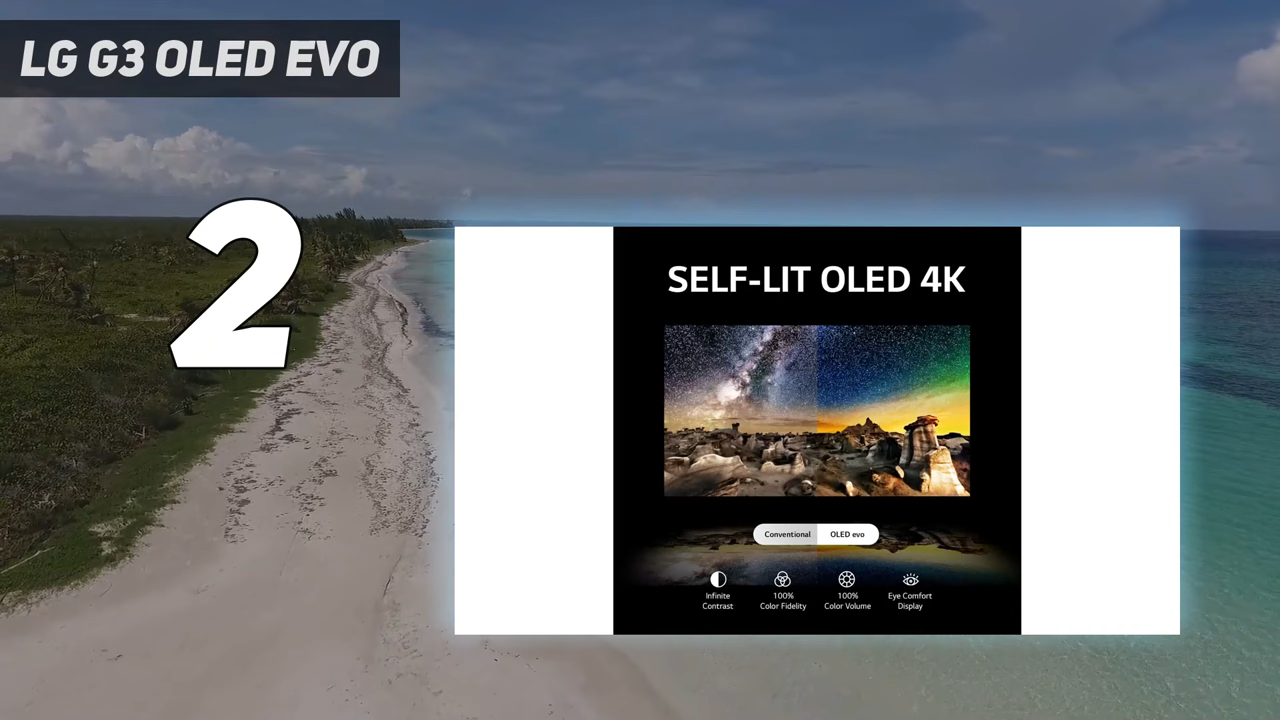 LG G3 OLED EVO
2
SELF-LIT OLED 4K
Conventional OLED evo
Infinite Contrast
100% Color Fidelity
100% Color Volume
Eye Comfort Display